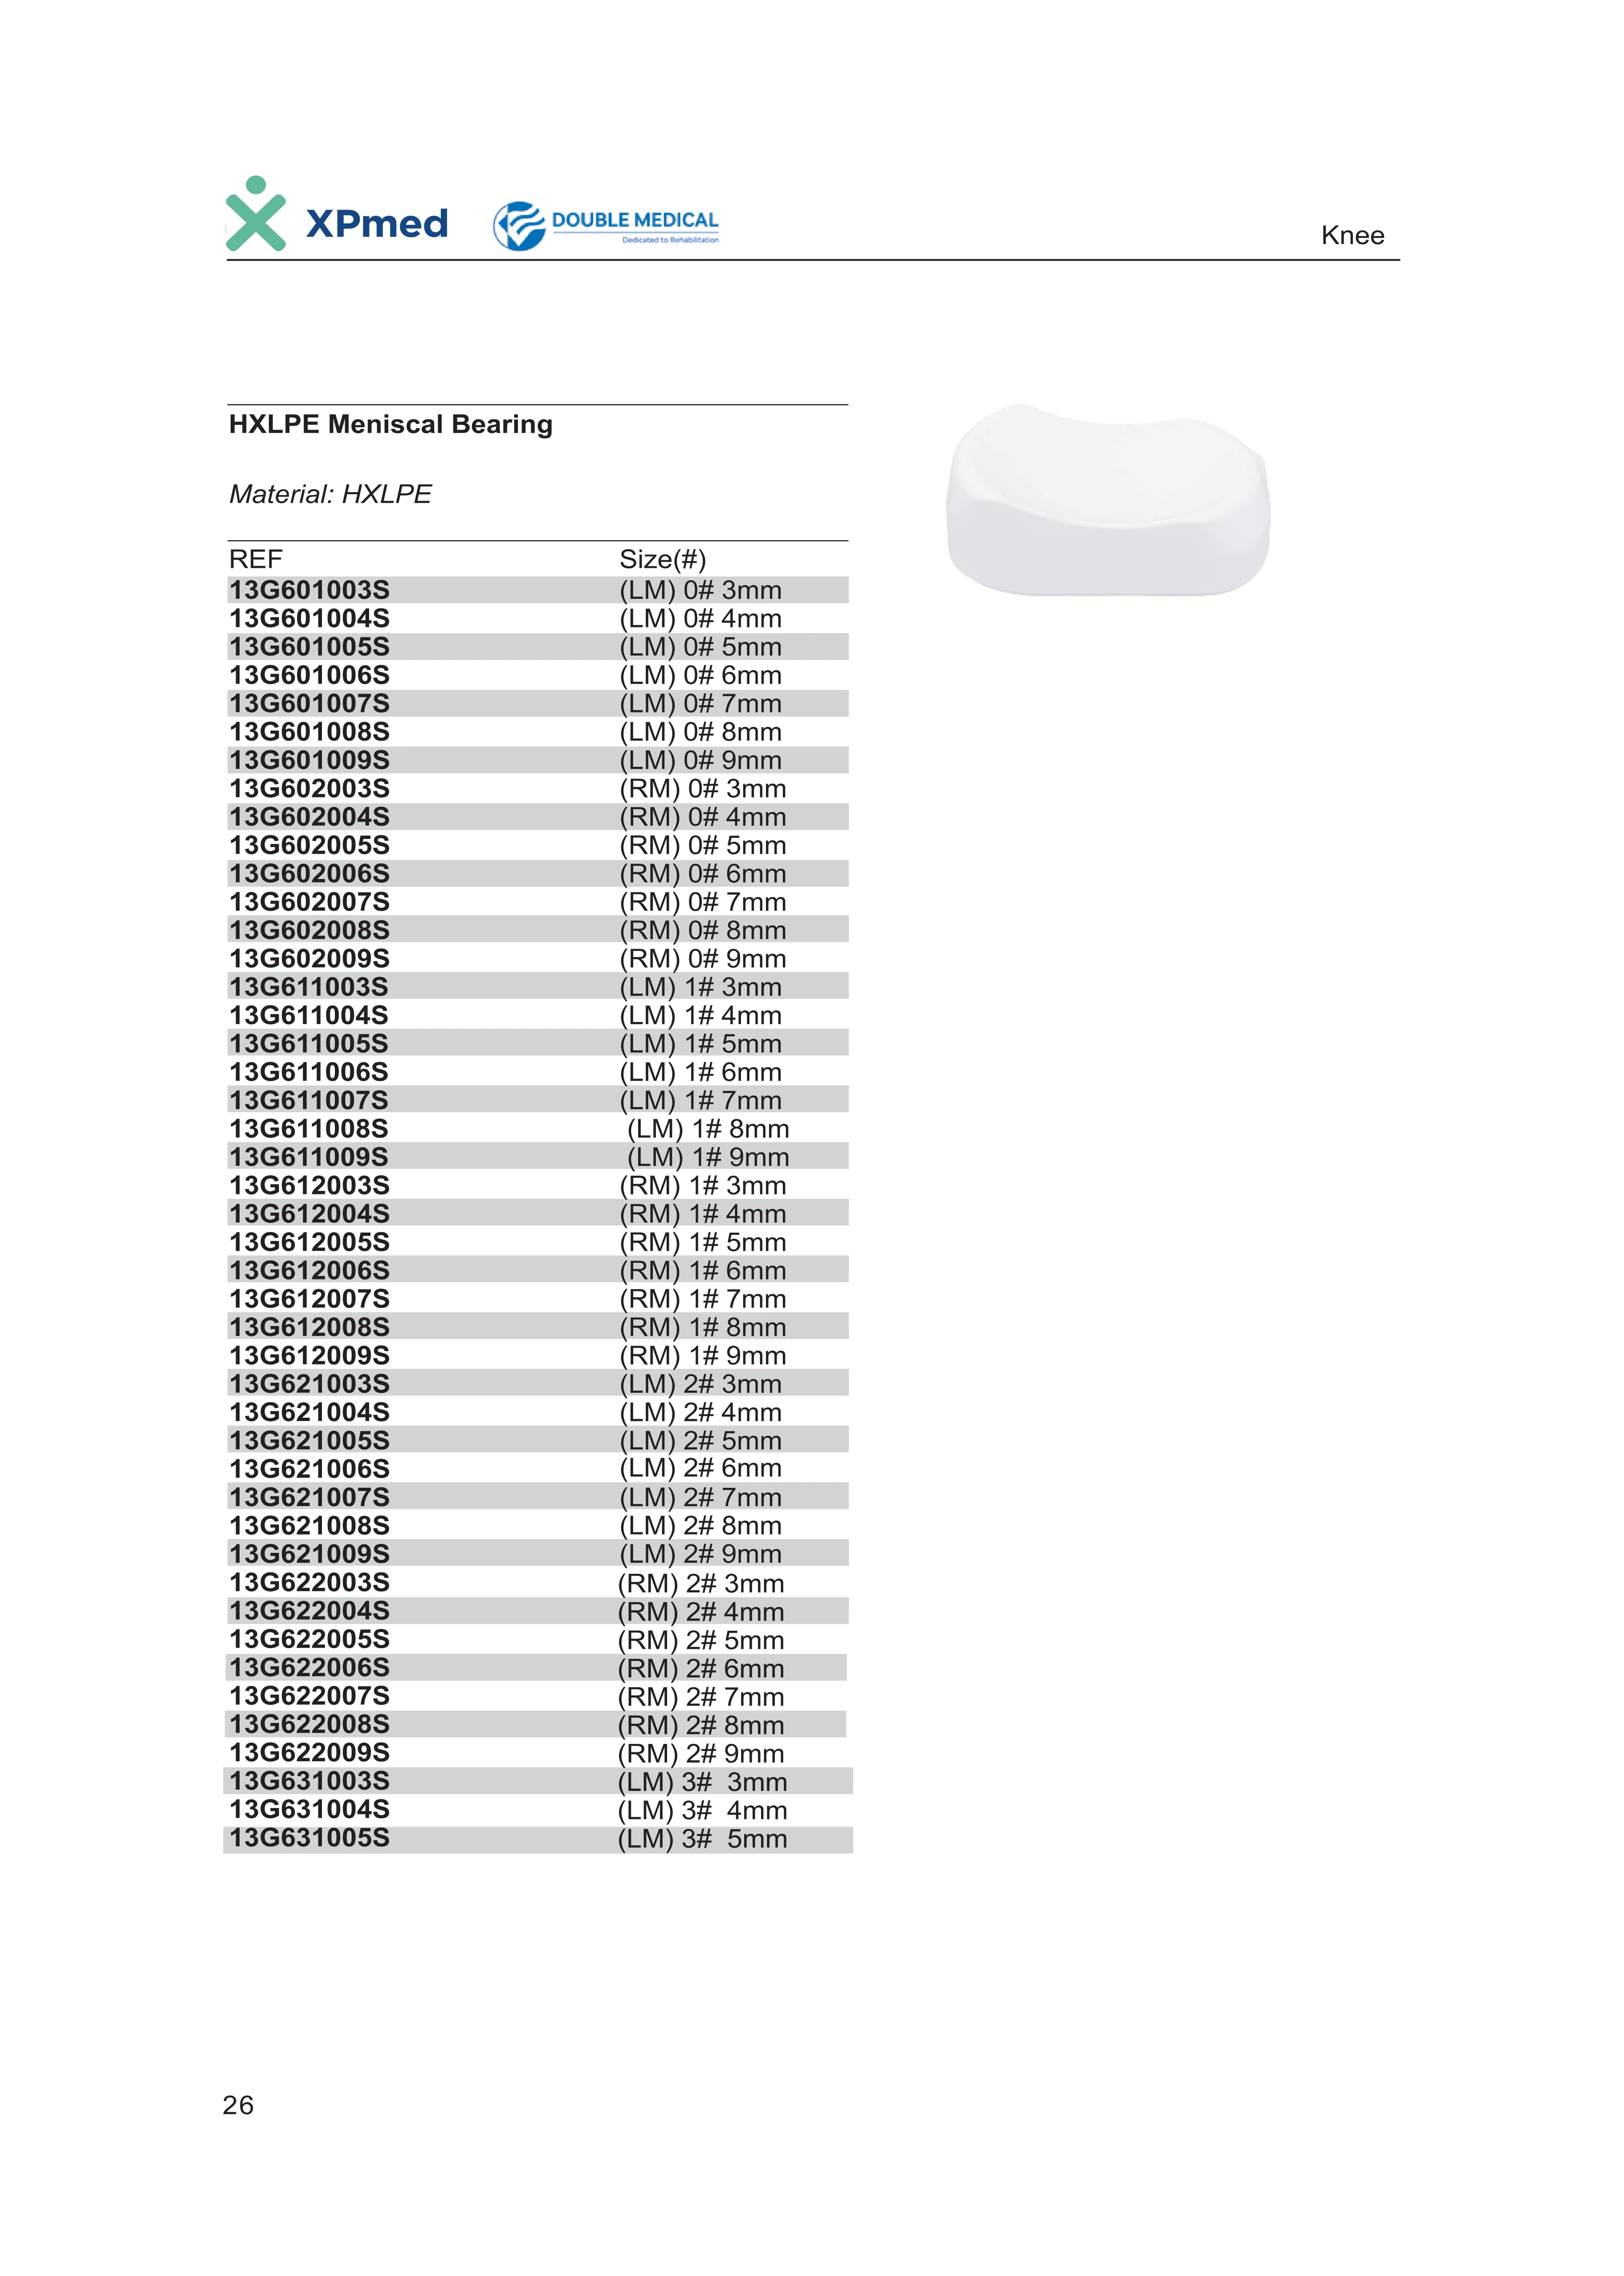 XPmed
DOUBLE MEDICAL
Dedicated to Rehabilitation
Knee
HXLPE Meniscal Bearing
Material: HXLPE
REF Size(#)
13G601003S (LM) 0# 3mm
13G601004S (LM) 0# 4mm
13G601005S (LM) 0# 5mm
13G601006S (LM) 0# 6mm
13G601007S (LM) 0# 7mm
13G601008S (LM) 0# 8mm
13G601009S (LM) 0# 9mm
13G602003S (RM) 0# 3mm
13G602004S (RM) 0# 4mm
13G602005S (RM) 0# 5mm
13G602006S (RM) 0# 6mm
13G602007S (RM) 0# 7mm
13G602008S (RM) 0# 8mm
13G602009S (RM) 0# 9mm
13G611003S (LM) 1# 3mm
13G611004S (LM) 1# 4mm
13G611005S (LM) 1# 5mm
13G611006S (LM) 1# 6mm
13G611007S (LM) 1# 7mm
13G611008S (LM) 1# 8mm
13G611009S (LM) 1# 9mm
13G612003S (RM) 1# 3mm
13G612004S (RM) 1# 4mm
13G612005S (RM) 1# 5mm
13G612006S (RM) 1# 6mm
13G612007S (RM) 1# 7mm
13G612008S (RM) 1# 8mm
13G612009S (RM) 1# 9mm
13G621003S (LM) 2# 3mm
13G621004S (LM) 2# 4mm
13G621005S (LM) 2# 5mm
13G621006S (LM) 2# 6mm
13G621007S (LM) 2# 7mm
13G621008S (LM) 2# 8mm
13G621009S (LM) 2# 9mm
13G622003S (RM) 2# 3mm
13G622004S (RM) 2# 4mm
13G622005S (RM) 2# 5mm
13G622006S (RM) 2# 6mm
13G622007S (RM) 2# 7mm
13G622008S (RM) 2# 8mm
13G622009S (RM) 2# 9mm
13G631003S (LM) 3# 3mm
13G631004S (LM) 3# 4mm
13G631005S (LM) 3# 5mm
26